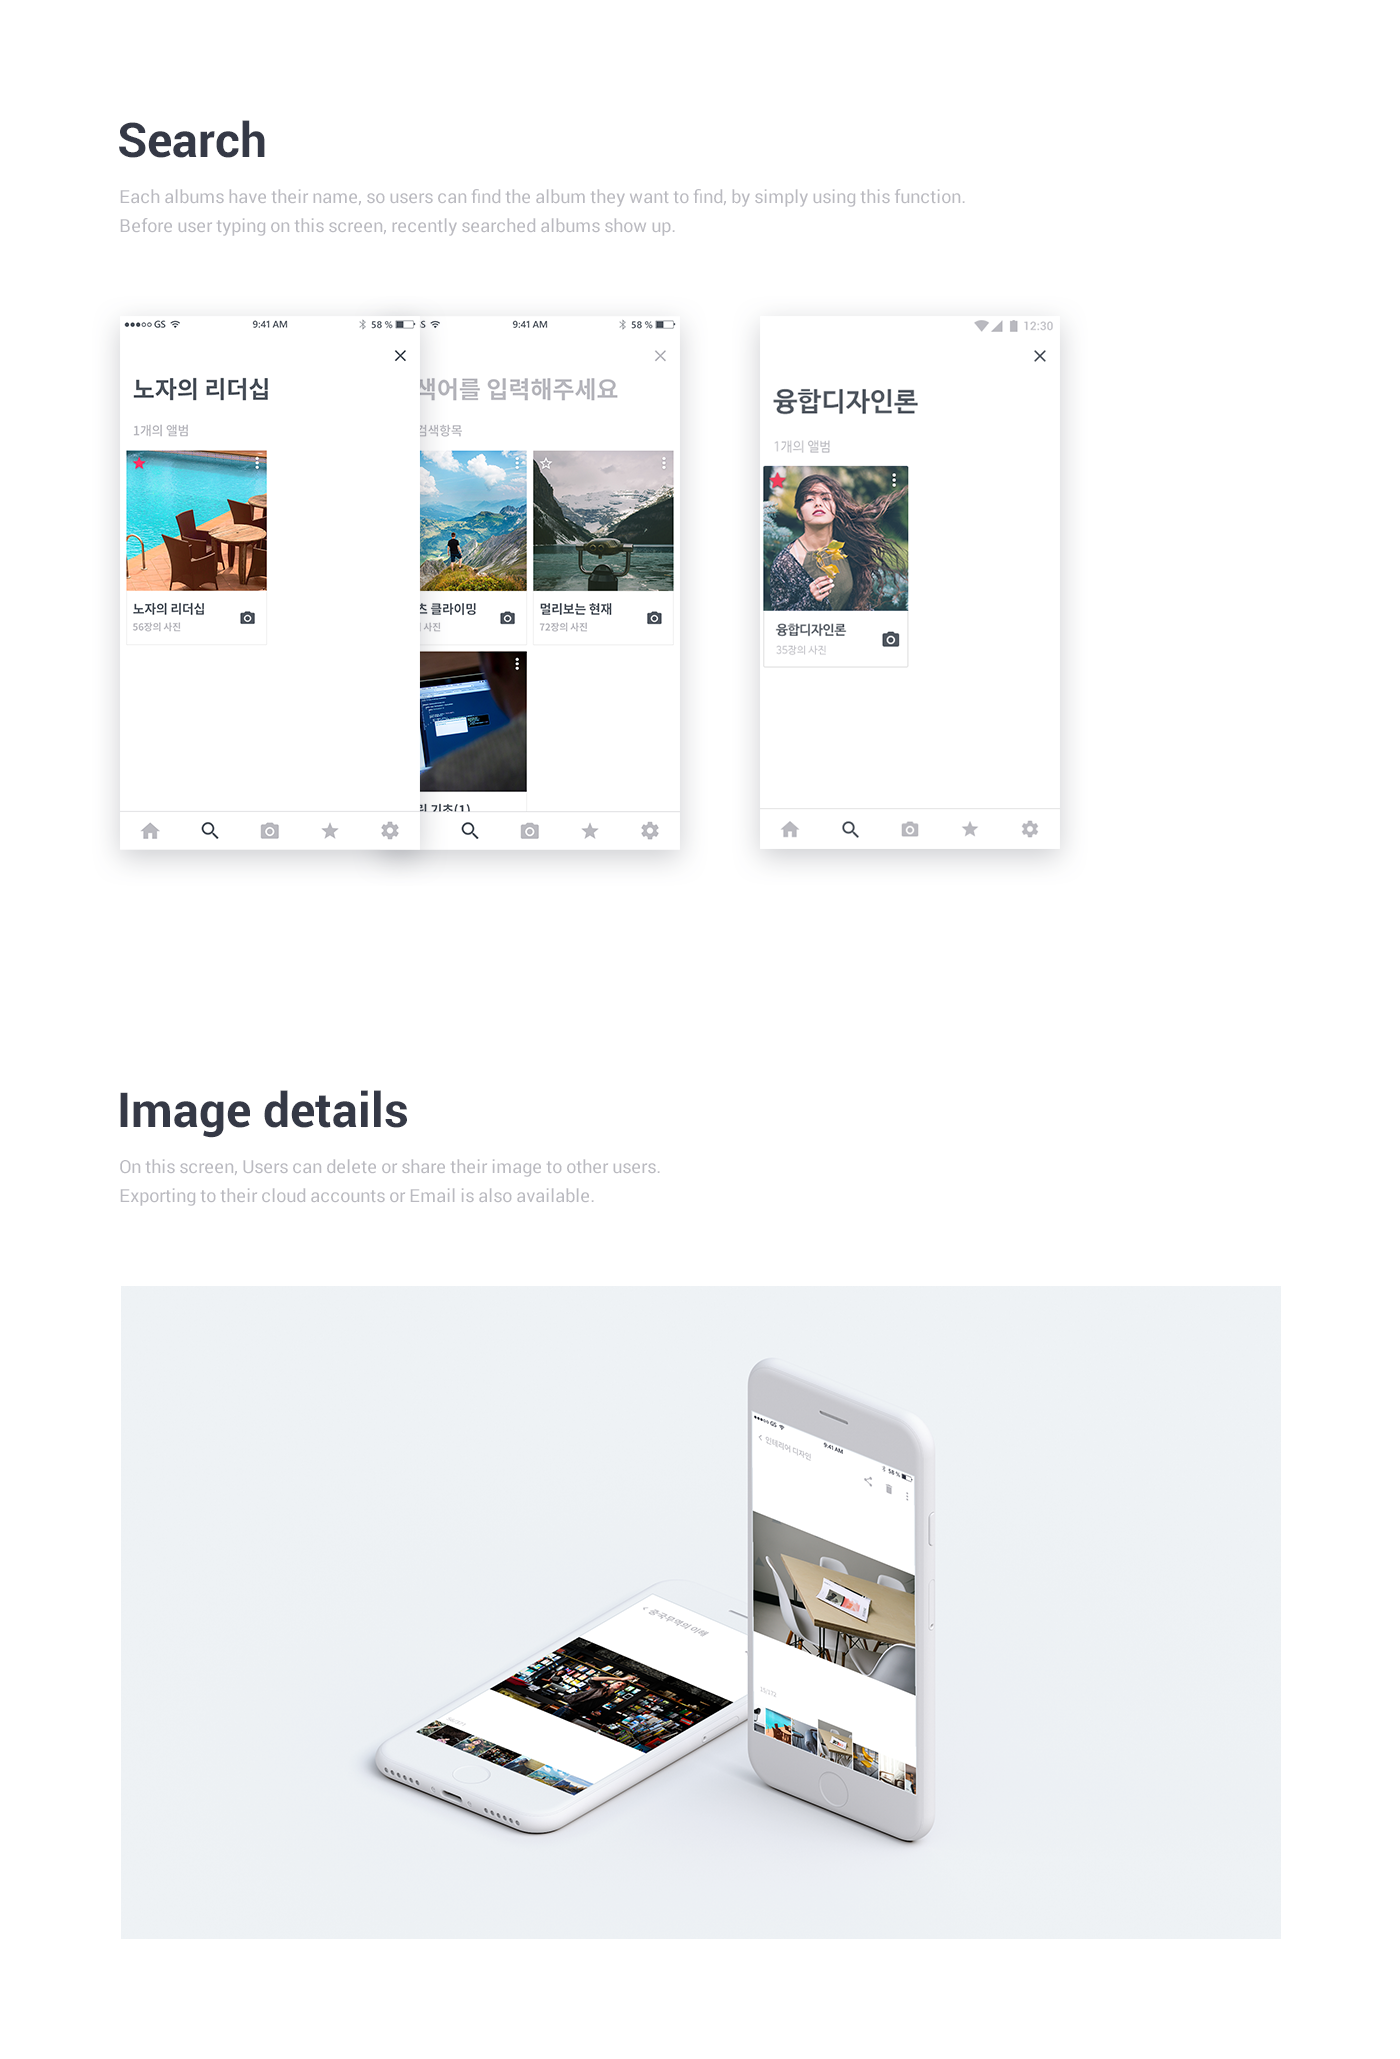 Search
Each albums have their name, so users can find the album they want to find, by simply using this function.
Before user typing on this screen, recently searched albums show up.
GS
9:41 AM
58 %
노자의 리더십
1개의 앨범
노자의 리더십
56장의 사진
S
9:41 AM
58 %
색어를 입력해주세요
검색항목
클라이밍
사진
멀리보는 현재
72장의 사진
기초(1)
12:30
융합디자인론
1개의 앨범
융합디자인론
35장의 사진
Image details
On this screen, Users can delete or share their image to other users.
Exporting to their cloud accounts or Email is also available.
GS
9:41 AM
58 %
인테리어 디자인
중국무역의 이해